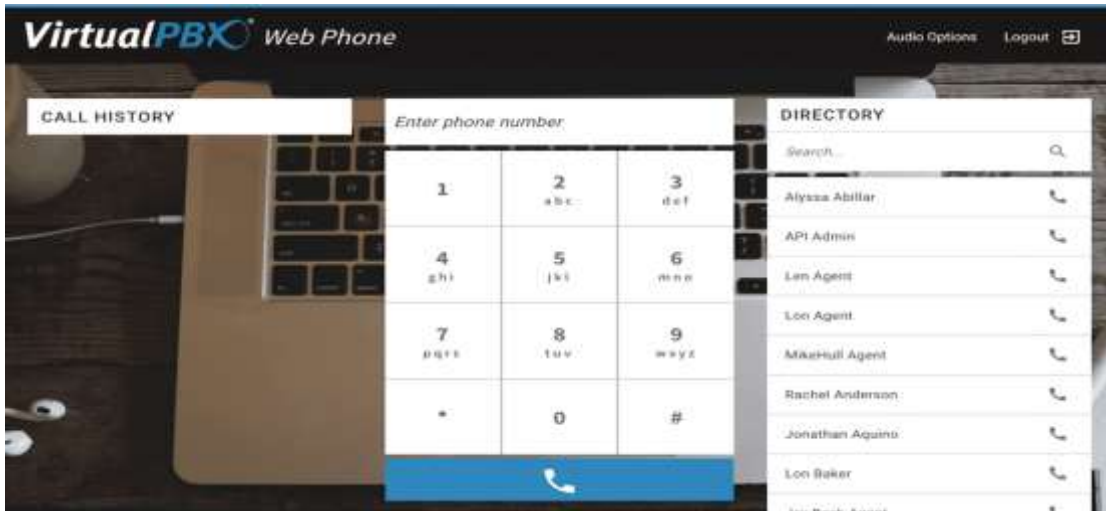 VirtualPBX Web Phone
Audio Options Logout
CALL HISTORY
Enter phone number
1
2
abc
3
def
4
ghi
5
jkl
6
mno
7
pqrs
8
tuv
9
wxyz
*
0
#
DIRECTORY
Search...
Alyssa Abillar
API Admin
Len Agent
Lon Agent
MikeHull Agent
Rachel Anderson
Jonathan Aquino
Lon Baker